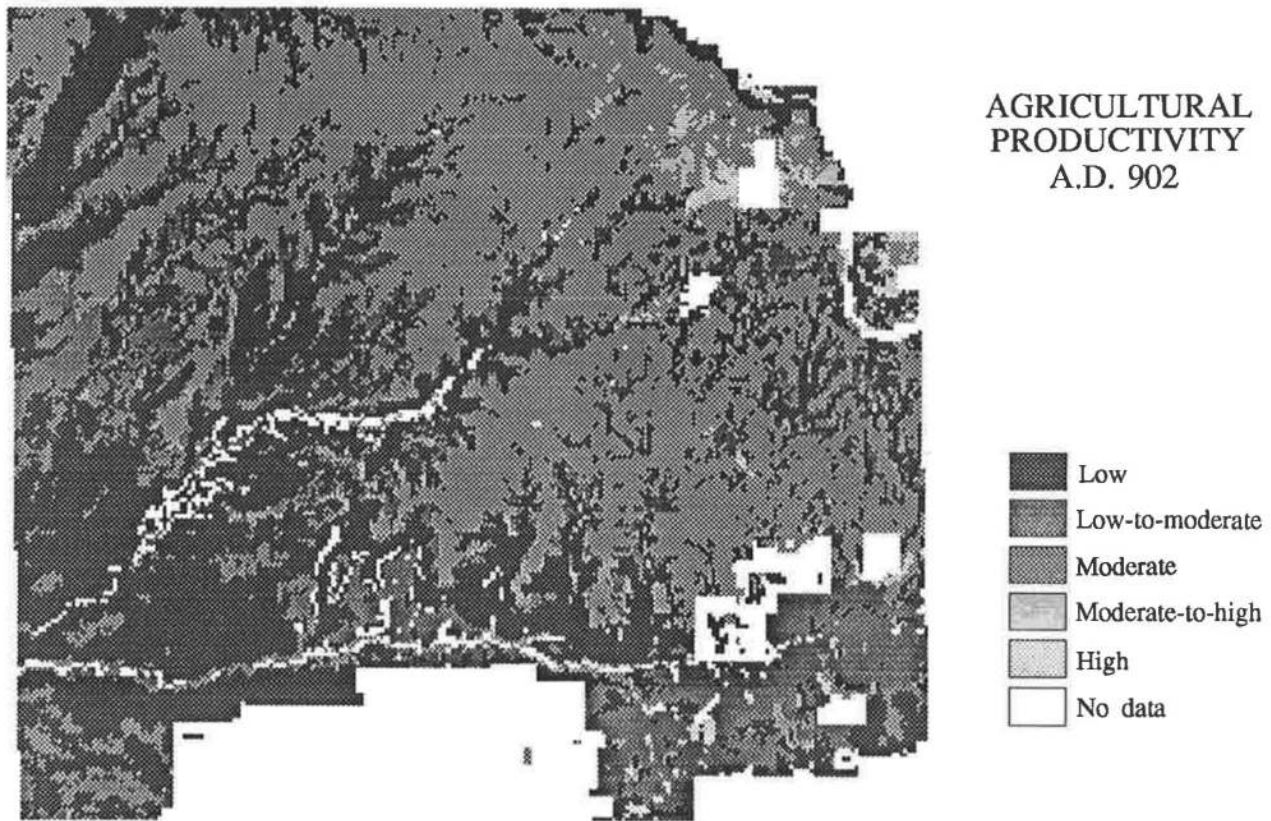 AGRICULTURAL
PRODUCTIVITY
A.D. 902
Low
Low-to-moderate
Moderate
Moderate-to-high
High
No data